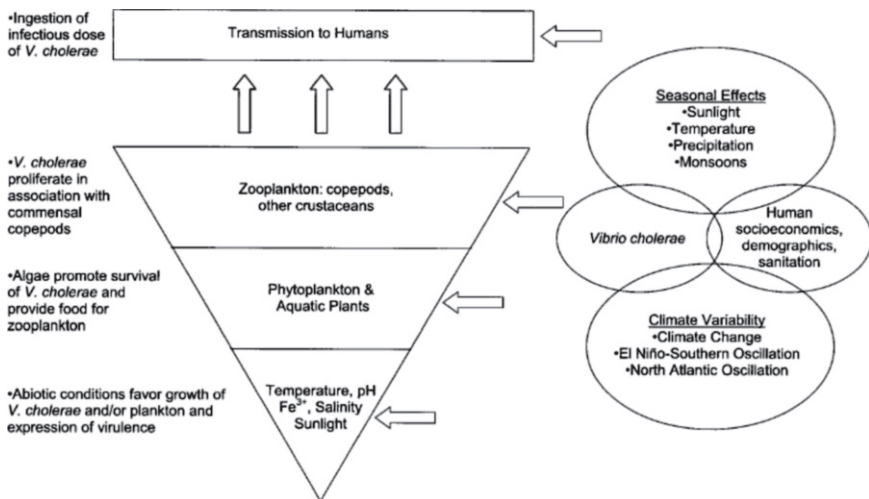 •Ingestion of
infectious dose
of V. cholerae
Transmission to Humans
•V. cholerae
proliferate in
association with
commensal
copepods
Zooplankton: copepods,
other crustaceans
•Algae promote survival
of V. cholerae and
provide food for
zooplankton
Phytoplankton &
Aquatic Plants
•Abiotic conditions favor growth of
V. cholerae and/or plankton and
expression of virulence
Temperature, pH
Fe³⁺, Salinity
Sunlight
Seasonal Effects
•Sunlight
•Temperature
•Precipitation
•Monsoons
Vibrio cholerae
Human
socioeconomics,
demographics,
sanitation
Climate Variability
•Climate Change
•El Niño-Southern Oscillation
•North Atlantic Oscillation